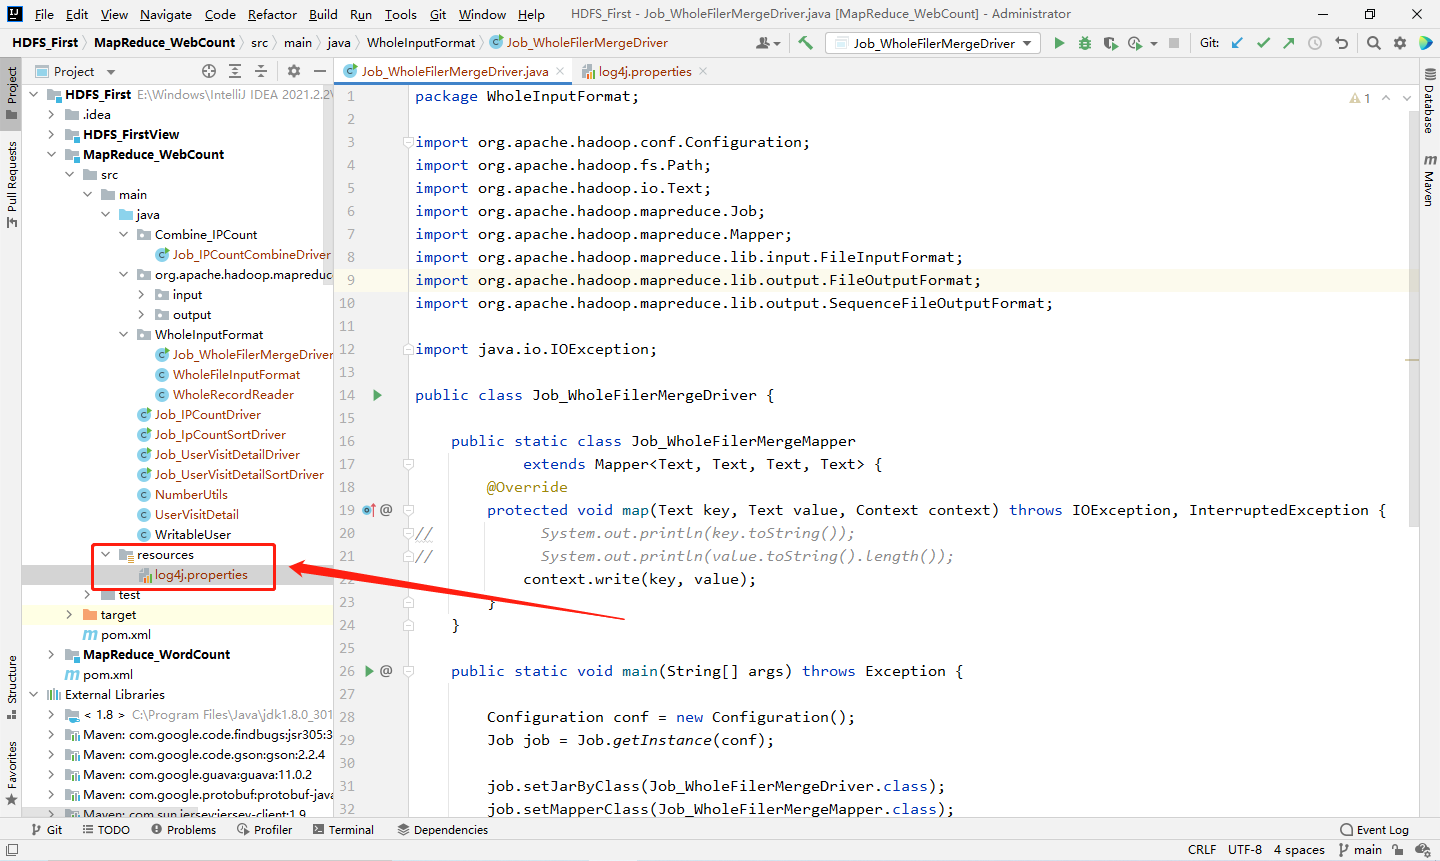 File Edit View Navigate Code Refactor Build Run Tools Git Window Help HDFS_First - Job_WholeFilerMergeDriver.java [MapReduce_WebCount] - Administrator
HDFS_First MapReduce_WebCount src main java WholeInputFormat Job_WholeFilerMergeDriver Job_WholeFilerMergeDriver Git:
Project
Job_WholeFilerMergeDriver.java log4j.properties
Project
Pull Requests
Structure
Favorites
HDFS_First E:\Windows\IntelliJ IDEA 2021.2.2\
.idea
HDFS_FirstView
MapReduce_WebCount
src
main
java
Combine_IPCount
Job_IPCountCombineDriver
org.apache.hadoop.mapreduc
input
output
WholeInputFormat
Job_WholeFilerMergeDriver
WholeFileInputFormat
WholeRecordReader
Job_IPCountDriver
Job_IpCountSortDriver
Job_UserVisitDetailDriver
Job_UserVisitDetailSortDriver
NumberUtils
UserVisitDetail
WritableUser
resources
log4j.properties
test
target
pom.xml
MapReduce_WordCount
pom.xml
External Libraries
< 1.8 > C:\Program Files\Java\jdk1.8.0_301
Maven: com.google.code.findbugs:jsr305:3
Maven: com.google.code.gson:gson:2.2.4
Maven: com.google.guava:guava:11.0.2
Maven: com.google.protobuf:protobuf-java
Maven: com.sun.jersey:jersey-client:1.9
1 package WholeInputFormat;
2
3 import org.apache.hadoop.conf.Configuration;
4 import org.apache.hadoop.fs.Path;
5 import org.apache.hadoop.io.Text;
6 import org.apache.hadoop.mapreduce.Job;
7 import org.apache.hadoop.mapreduce.Mapper;
8 import org.apache.hadoop.mapreduce.lib.input.FileInputFormat;
9 import org.apache.hadoop.mapreduce.lib.output.FileOutputFormat;
10 import org.apache.hadoop.mapreduce.lib.output.SequenceFileOutputFormat;
11
12 import java.io.IOException;
13
14 public class Job_WholeFilerMergeDriver {
15
16 public static class Job_WholeFilerMergeMapper
17 extends Mapper<Text, Text, Text, Text> {
18 @Override
19 @ protected void map(Text key, Text value, Context context) throws IOException, InterruptedException {
20 // System.out.println(key.toString());
21 // System.out.println(value.toString().length());
22 context.write(key, value);
23 }
24 }
25
26 @ public static void main(String[] args) throws Exception {
27
28 Configuration conf = new Configuration();
29 Job job = Job.getInstance(conf);
30
31 job.setJarByClass(Job_WholeFilerMergeDriver.class);
32 job.setMapperClass(Job_WholeFilerMergeMapper.class);
1
Database
Maven
Git TODO Problems Profiler Terminal Dependencies Event Log
CRLF UTF-8 4 spaces main